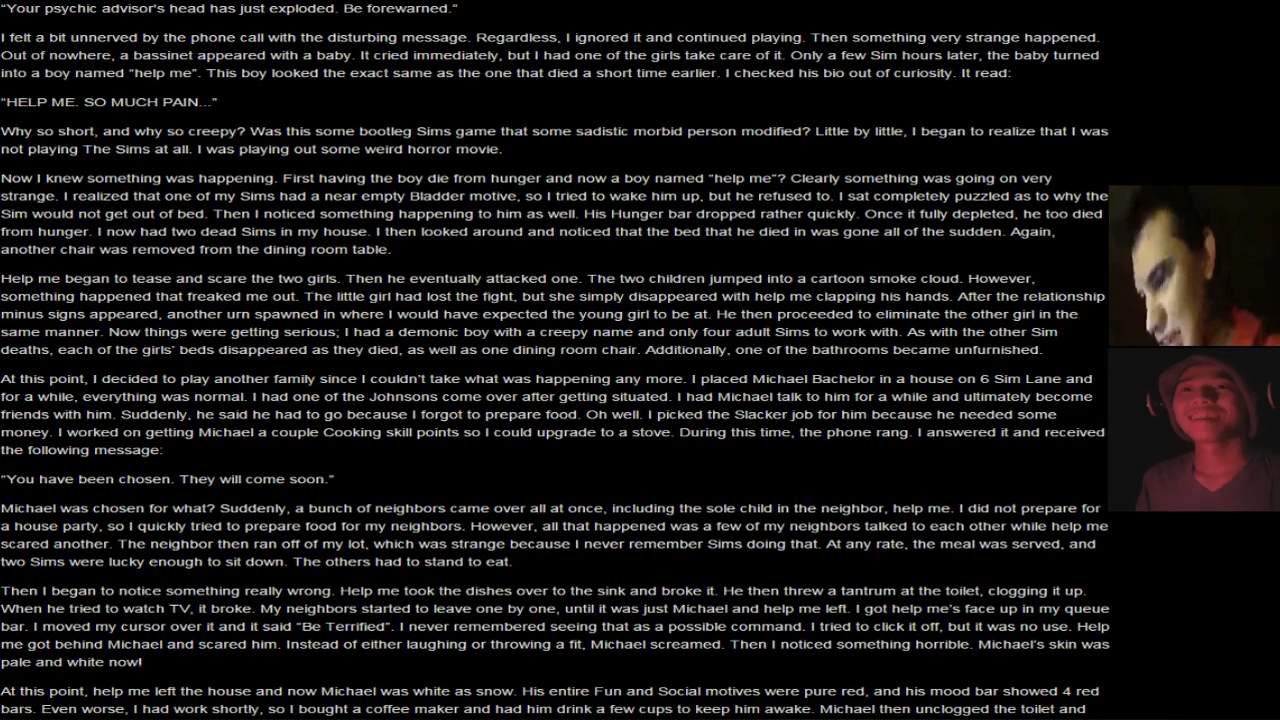 “Your psychic advisor's head has just exploded. Be forewarned.”
I felt a bit unnerved by the phone call with the disturbing message. Regardless, I ignored it and continued playing. Then something very strange happened.
Out of nowhere, a bassinet appeared with a baby. It cried immediately, but I had one of the girls take care of it. Only a few Sim hours later, the baby turned
into a boy named “help me”. This boy looked the exact same as the one that died a short time earlier. I checked his bio out of curiosity. It read:
“HELP ME. SO MUCH PAIN...”
Why so short, and why so creepy? Was this some bootleg Sims game that some sadistic morbid person modified? Little by little, I began to realize that I was
not playing The Sims at all. I was playing out some weird horror movie.
Now I knew something was happening. First having the boy die from hunger and now a boy named “help me”? Clearly something was going on very
strange. I realized that one of my Sims had a near empty Bladder motive, so I tried to wake him up, but he refused to. I sat completely puzzled as to why the
Sim would not get out of bed. Then I noticed something happening to him as well. His Hunger bar dropped rather quickly. Once it fully depleted, he too died
from hunger. I now had two dead Sims in my house. I then looked around and noticed that the bed that he died in was gone all of the sudden. Again,
another chair was removed from the dining room table.
Help me began to tease and scare the two girls. Then he eventually attacked one. The two children jumped into a cartoon smoke cloud. However,
something happened that freaked me out. The little girl had lost the fight, but she simply disappeared with help me clapping his hands. After the relationship
minus signs appeared, another urn spawned in where I would have expected the young girl to be at. He then proceeded to eliminate the other girl in the
same manner. Now things were getting serious; I had a demonic boy with a creepy name and only four adult Sims to work with. As with the other Sim
deaths, each of the girls’ beds disappeared as they died, as well as one dining room chair. Additionally, one of the bathrooms became unfurnished.
At this point, I decided to play another family since I couldn’t take what was happening any more. I placed Michael Bachelor in a house on 6 Sim Lane and
for a while, everything was normal. I had one of the Johnsons come over after getting situated. I had Michael talk to him for a while and ultimately become
friends with him. Suddenly, he said he had to go because I forgot to prepare food. Oh well. I picked the Slacker job for him because he needed some
money. I worked on getting Michael a couple Cooking skill points so I could upgrade to a stove. During this time, the phone rang. I answered it and received
the following message:
“You have been chosen. They will come soon.”
Michael was chosen for what? Suddenly, a bunch of neighbors came over all at once, including the sole child in the neighbor, help me. I did not prepare for
a house party, so I quickly tried to prepare food for my neighbors. However, all that happened was a few of my neighbors talked to each other while help me
scared another. The neighbor then ran off of my lot, which was strange because I never remember Sims doing that. At any rate, the meal was served, and
two Sims were lucky enough to sit down. The others had to stand to eat.
Then I began to notice something really wrong. Help me took the dishes over to the sink and broke it. He then threw a tantrum at the toilet, clogging it up.
When he tried to watch TV, it broke. My neighbors started to leave one by one, until it was just Michael and help me left. I got help me’s face up in my queue
bar. I moved my cursor over it and it said “Be Terrified”. I never remembered seeing that as a possible command. I tried to click it off, but it was no use. Help
me got behind Michael and scared him. Instead of either laughing or throwing a fit, Michael screamed. Then I noticed something horrible. Michael’s skin was
pale and white now!
At this point, help me left the house and now Michael was white as snow. His entire Fun and Social motives were pure red, and his mood bar showed 4 red
bars. Even worse, I had work shortly, so I bought a coffee maker and had him drink a few cups to keep him awake. Michael then unclogged the toilet and